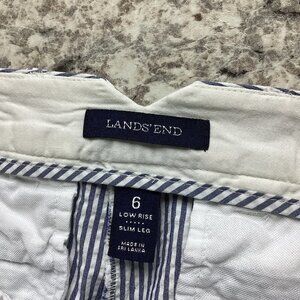 LANDS' END
6
LOW RISE
SLIM LEG
MADE IN
SRI LANKA